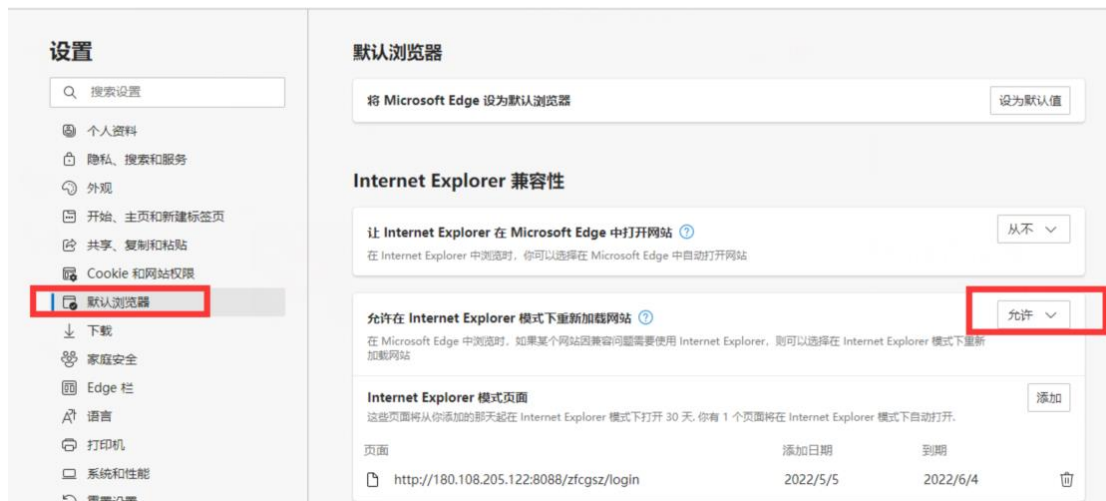 设置
搜索设置
个人资料
隐私、搜索和服务
外观
开始、主页和新建标签页
共享、复制和粘贴
Cookie 和网站权限
默认浏览器
下载
家庭安全
Edge 栏
语言
打印机
系统和性能
重置设置
默认浏览器
将 Microsoft Edge 设为默认浏览器
设为默认值
Internet Explorer 兼容性
让 Internet Explorer 在 Microsoft Edge 中打开网站
从不
在 Internet Explorer 中浏览时，你可以选择在 Microsoft Edge 中自动打开网站
允许在 Internet Explorer 模式下重新加载网站
允许
在 Microsoft Edge 中浏览时，如果某个网站因兼容问题需要使用 Internet Explorer，则可以选择在 Internet Explorer 模式下重新
加载网站
Internet Explorer 模式页面
添加
这些页面将从你添加的那天起在 Internet Explorer 模式下打开 30 天. 你有 1 个页面将在 Internet Explorer 模式下自动打开.
页面 添加日期 到期
http://180.108.205.122:8088/zfcgsz/login 2022/5/5 2022/6/4